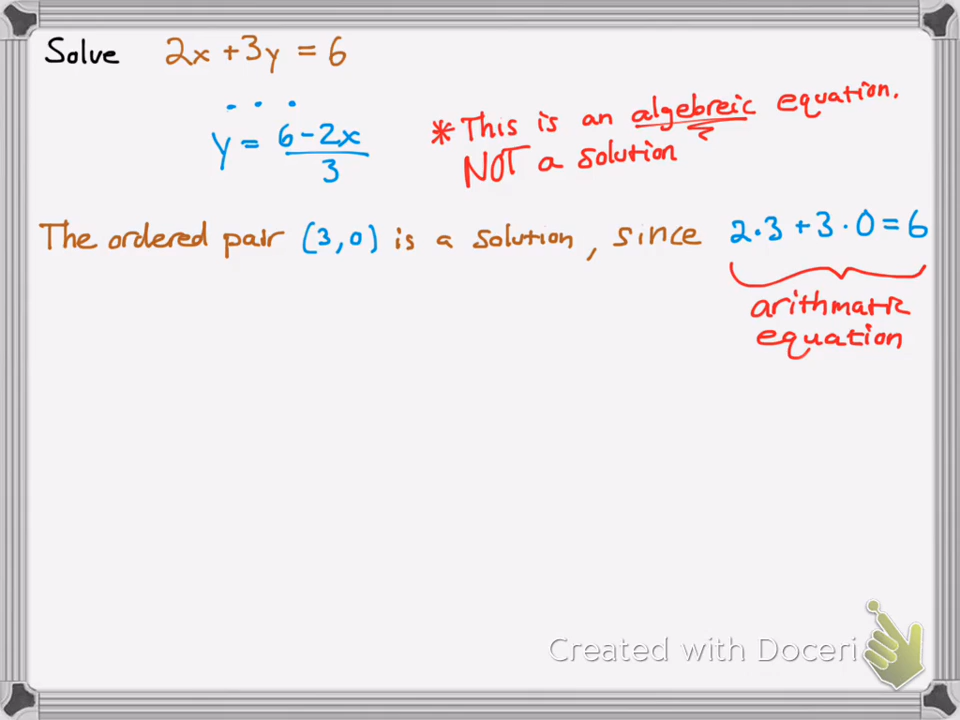 Solve 2x + 3y = 6
. . .
y = (6 - 2x)/3
* This is an algebreic equation.
NOT a solution
The ordered pair (3, 0) is a solution, since 2·3 + 3·0 = 6
arithmatic
equation
Created with Doceri